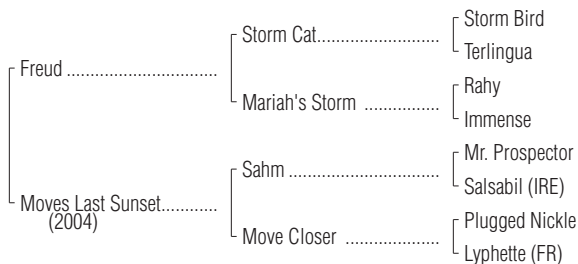 Storm Bird
Storm Cat.................................
Terlingua
Freud ................................
Rahy
Mariah's Storm ................
Immense
Mr. Prospector
Sahm ......................................
Salsabil (IRE)
Moves Last Sunset............
(2004)
Plugged Nickle
Move Closer ....................
Lyphette (FR)